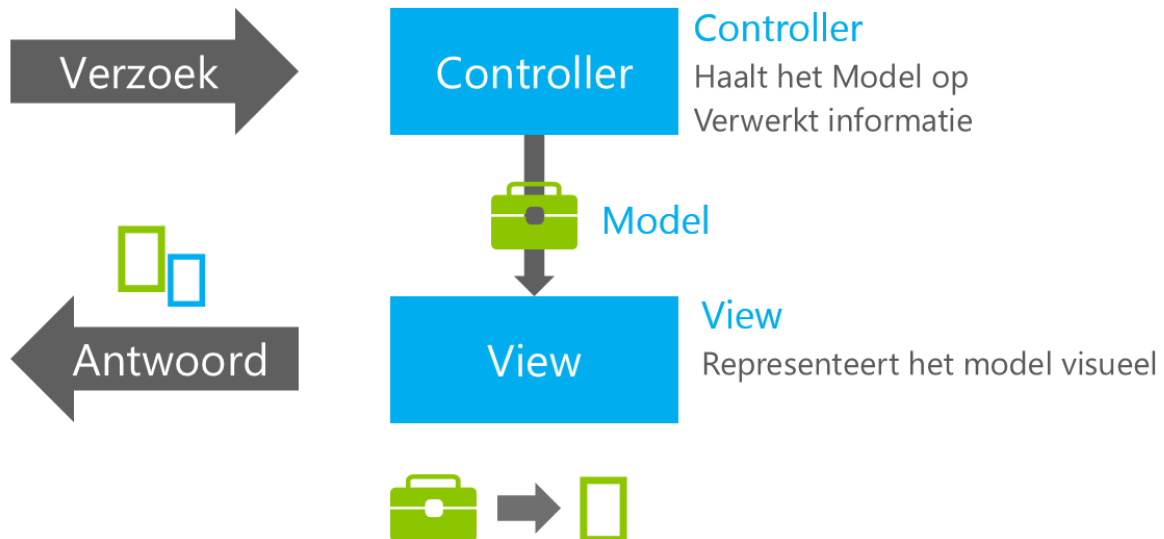 Verzoek
Controller
Controller
Haalt het Model op
Verwerkt informatie
Model
Antwoord
View
View
Representeert het model visueel